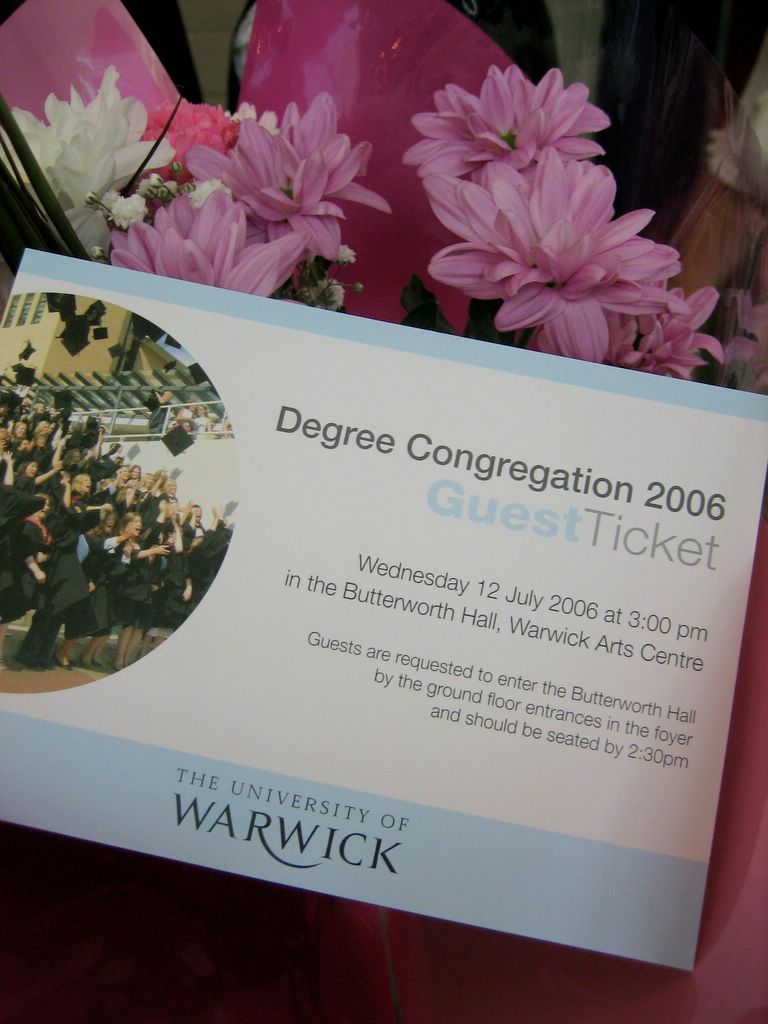 Degree Congregation 2006
GuestTicket
Wednesday 12 July 2006 at 3:00 pm
in the Butterworth Hall, Warwick Arts Centre
Guests are requested to enter the Butterworth Hall
by the ground floor entrances in the foyer
and should be seated by 2:30pm
THE UNIVERSITY OF
WARWICK